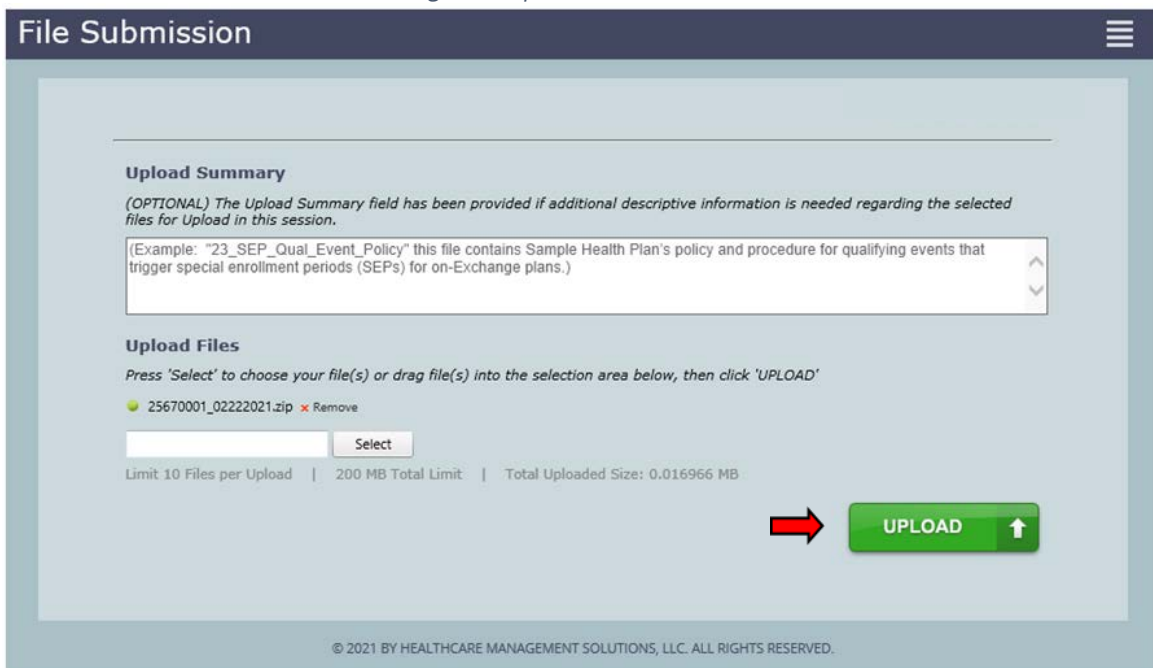 File Submission
Upload Summary
(OPTIONAL) The Upload Summary field has been provided if additional descriptive information is needed regarding the selected
files for Upload in this session.
(Example:  "23_SEP_Qual_Event_Policy" this file contains Sample Health Plan's policy and procedure for qualifying events that
trigger special enrollment periods (SEPs) for on-Exchange plans.)
Upload Files
Press 'Select' to choose your file(s) or drag file(s) into the selection area below, then click 'UPLOAD'
25670001_02222021.zip x Remove
Select
Limit 10 Files per Upload | 200 MB Total Limit | Total Uploaded Size: 0.016966 MB
UPLOAD
© 2021 BY HEALTHCARE MANAGEMENT SOLUTIONS, LLC. ALL RIGHTS RESERVED.